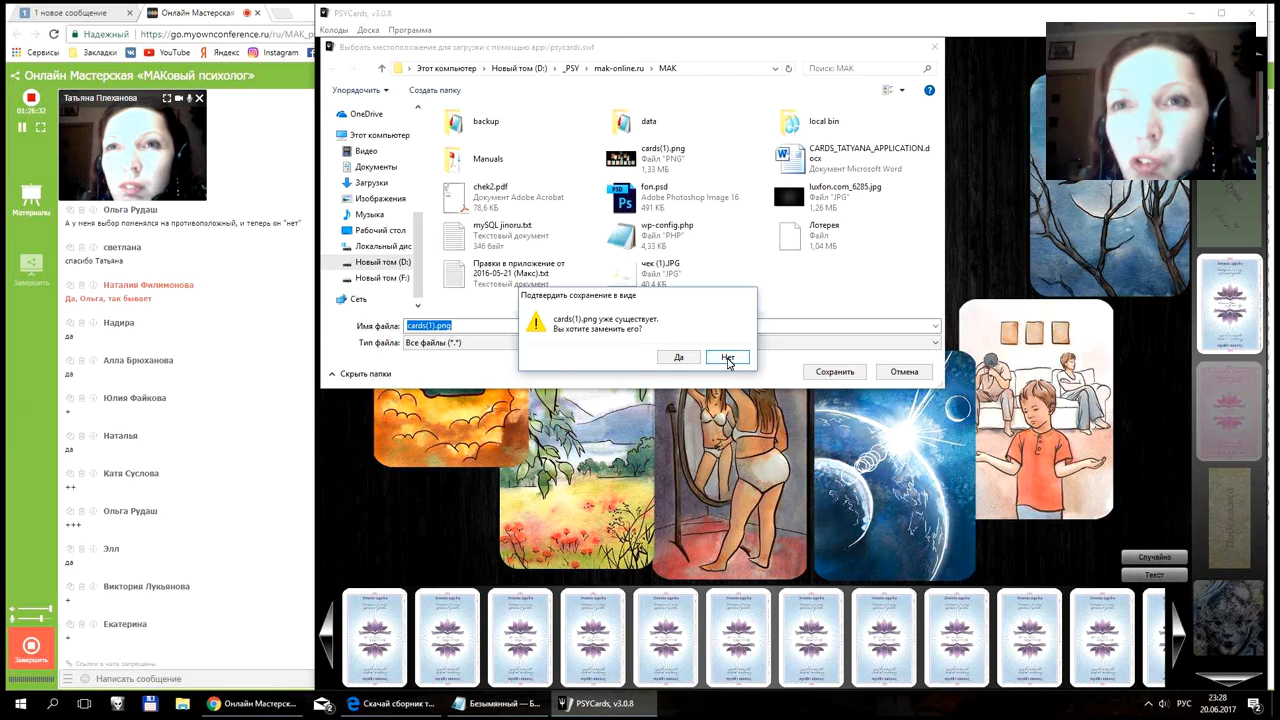 1 новое сообщение
Онлайн Мастерская
PSYCards, v3.0.8
Надежный
https://go.myownconference.ru/ru/MAK_p
Колоды Доска Программа
Сервисы Закладки YouTube Яндекс Instagram
Выбрать местоположение для загрузки с помощью app:/psycards.swf
Онлайн Мастерская «МАКовый психолог»
Этот компьютер Новый том (D:) _PSY mak-online.ru МАК
Поиск: МАК
01:26:32
Татьяна Плеханова
Упорядочить Создать папку
OneDrive
Этот компьютер
Видео
Документы
Загрузки
Изображения
Музыка
Рабочий стол
Локальный дис
Новый том (D:)
Новый том (F:)
Сеть
backup
data
local bin
Manuals
cards(1).png
Файл "PNG"
1,33 МБ
CARDS_TATYANA_APPLICATION.d
ocx
Документ Microsoft Word
chek2.pdf
Документ Adobe Acrobat
78,6 КБ
fon.psd
Adobe Photoshop Image 16
491 КБ
luxfon.com_6285.jpg
1,26 МБ
mySQL jinoru.txt
Текстовый документ
346 байт
wp-config.php
Файл "PHP"
4,33 КБ
Лотерея
Файл
1,04 МБ
Правки в приложение от
2016-05-21 (Макс).txt
Текстовый документ
чек (1).JPG
Файл "JPG"
40,4 КБ
Подтвердить сохранение в виде
cards(1).png уже существует.
Вы хотите заменить его?
Да
Нет
Имя файла: cards(1).png
Тип файла: Все файлы (*.*)
Скрыть папки
Сохранить
Отмена
Материалы
Завершить
Ольга Рудаш
А у меня выбор поменялся на противоположный, и теперь он "нет"
светлана
спасибо Татьяна
Наталия Филимонова
Да, Ольга, так бывает
Надира
да
Алла Брюханова
да
Юлия Файкова
+
Наталья
да
Катя Суслова
++
Ольга Рудаш
+++
Элл
да
Виктория Лукьянова
+
Екатерина
+
Ссылки в чате запрещены
Написать сообщение
Завершить
Случайно
Текст
Онлайн Мастерск...
Скачай сборник т...
Безымянный — Б...
PSYCards, v3.0.8
РУС
23:28
20.06.2017